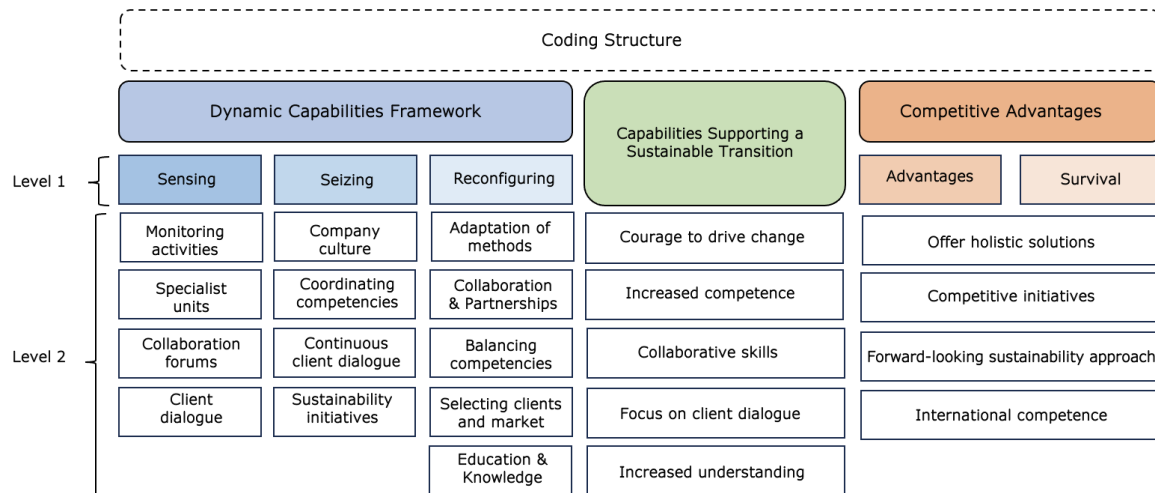 Coding Structure
Dynamic Capabilities Framework
Capabilities Supporting a
Sustainable Transition
Competitive Advantages
Level 1
Sensing
Seizing
Reconfiguring
Advantages
Survival
Level 2
Monitoring
activities
Specialist
units
Collaboration
forums
Client
dialogue
Company
culture
Coordinating
competencies
Continuous
client dialogue
Sustainability
initiatives
Adaptation of
methods
Collaboration
& Partnerships
Balancing
competencies
Selecting clients
and market
Education &
Knowledge
Courage to drive change
Increased competence
Collaborative skills
Focus on client dialogue
Increased understanding
Offer holistic solutions
Competitive initiatives
Forward-looking sustainability approach
International competence